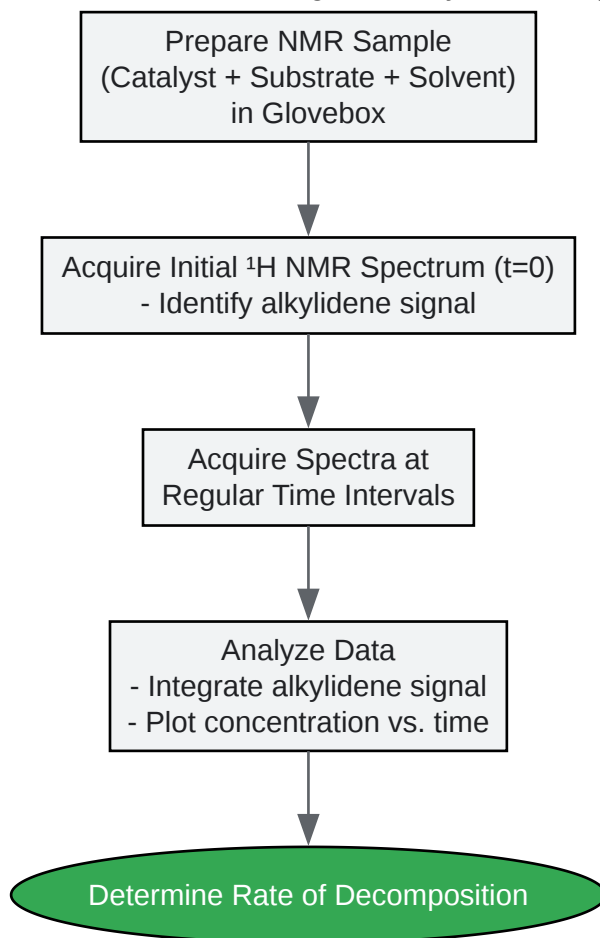 Prepare NMR Sample
(Catalyst + Substrate + Solvent)
in Glovebox
Acquire Initial ¹H NMR Spectrum (t=0)
- Identify alkylidene signal
Acquire Spectra at
Regular Time Intervals
Analyze Data
- Integrate alkylidene signal
- Plot concentration vs. time
Determine Rate of Decomposition